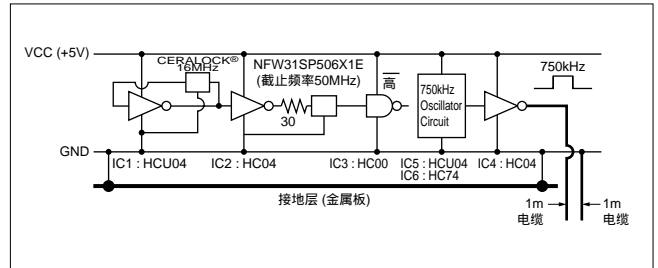 VCC (+5V)
CERALOCK®
16MHz
NFW31SP506X1E
(截止频率50MHz)
高
750kHz
Oscillator
Circuit
750kHz
30
GND
IC1 : HCU04
IC2 : HC04
IC3 : HC00
IC5 : HCU04
IC6 : HC74
IC4 : HC04
接地层 (金属板)
1m
电缆
1m
电缆